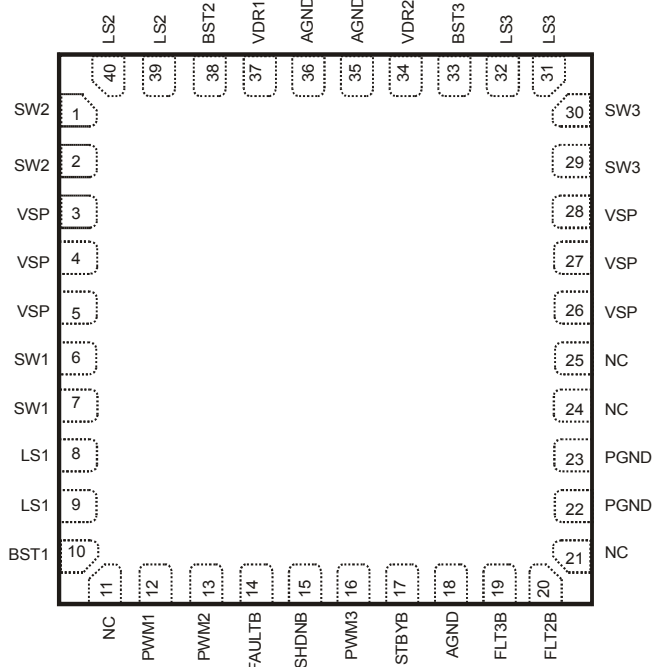 LS2 LS2 BST2 VDR1 AGND AGND VDR2 BST3 LS3 LS3
40 39 38 37 36 35 34 33 32 31
SW2 1 30 SW3
SW2 2 29 SW3
VSP 3 28 VSP
VSP 4 27 VSP
VSP 5 26 VSP
SW1 6 25 NC
SW1 7 24 NC
LS1 8 23 PGND
LS1 9 22 PGND
BST1 10 21 NC
11 12 13 14 15 16 17 18 19 20
NC PWM1 PWM2 FAULTB SHDNB PWM3 STBYB AGND FLT3B FLT2B